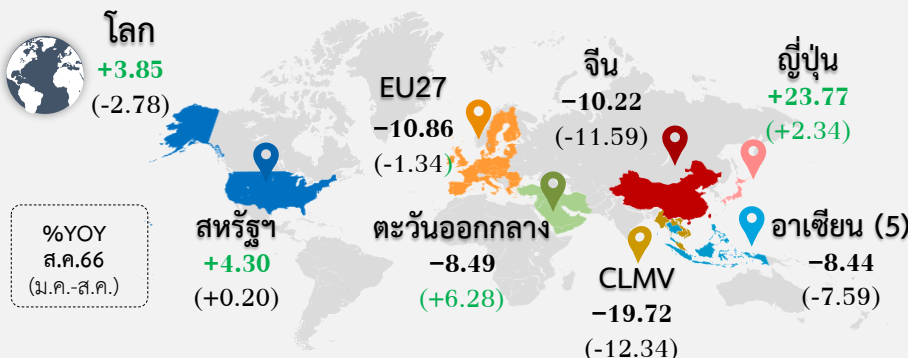 โลก
+3.85
(-2.78)
EU27
−10.86
(-1.34)
จีน
−10.22
(-11.59)
ญี่ปุ่น
+23.77
(+2.34)
%YOY
ส.ค.66
(ม.ค.-ส.ค.)
สหรัฐฯ
+4.30
(+0.20)
ตะวันออกกลาง
−8.49
(+6.28)
CLMV
−19.72
(-12.34)
อาเซียน (5)
−8.44
(-7.59)